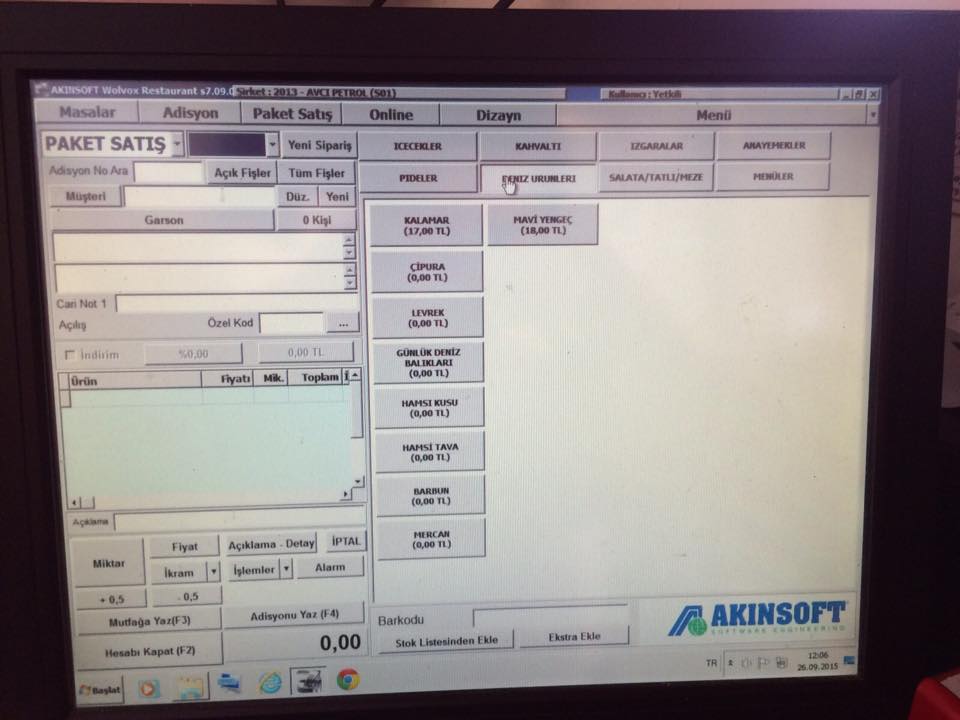 AKINSOFT Wolvox Restaurant s7.09.0
Şirket : 2013 - AVCI PETROL (S01)
Kullanıcı : Yetkili
Masalar
Adisyon
Paket Satış
Online
Dizayn
Menü
PAKET SATIŞ
Yeni Sipariş
Adisyon No Ara
Açık Fişler
Tüm Fişler
Müşteri
Düz.
Yeni
Garson
0 Kişi
Cari Not 1
Açılış
Özel Kod
...
İndirim
%0,00
0,00 TL
Ürün
Fiyatı
Mik.
Toplam
Açıklama
Miktar
Fiyat
Açıklama - Detay
İPTAL
İkram
İşlemler
Alarm
+ 0,5
- 0,5
Mutfağa Yaz(F3)
Adisyonu Yaz (F4)
Hesabı Kapat (F2)
0,00
ICECEKLER
KAHVALTI
IZGARALAR
ANAYEMEKLER
PIDELER
DENIZ URUNLERI
SALATA/TATLI/MEZE
MENÜLER
KALAMAR
(17,00 TL)
MAVİ YENGEÇ
(18,00 TL)
ÇİPURA
(0,00 TL)
LEVREK
(0,00 TL)
GÜNLÜK DENİZ
BALIKLARI
(0,00 TL)
HAMSI KUSU
(0,00 TL)
HAMSİ TAVA
(0,00 TL)
BARBUN
(0,00 TL)
MERCAN
(0,00 TL)
Barkodu
Stok Listesinden Ekle
Ekstra Ekle
AKINSOFT
SOFTWARE ENGINEERING
Başlat
TR
12:06
26.09.2015